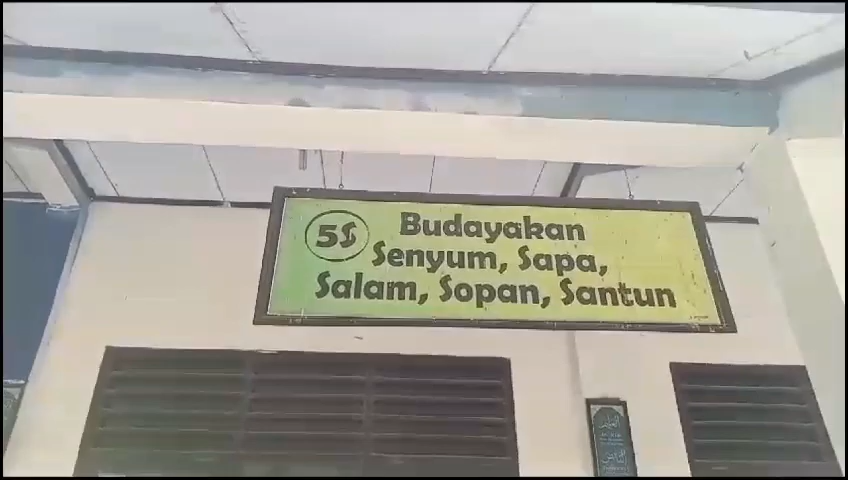 5S
Budayakan
Senyum, Sapa,
Salam, Sopan, Santun